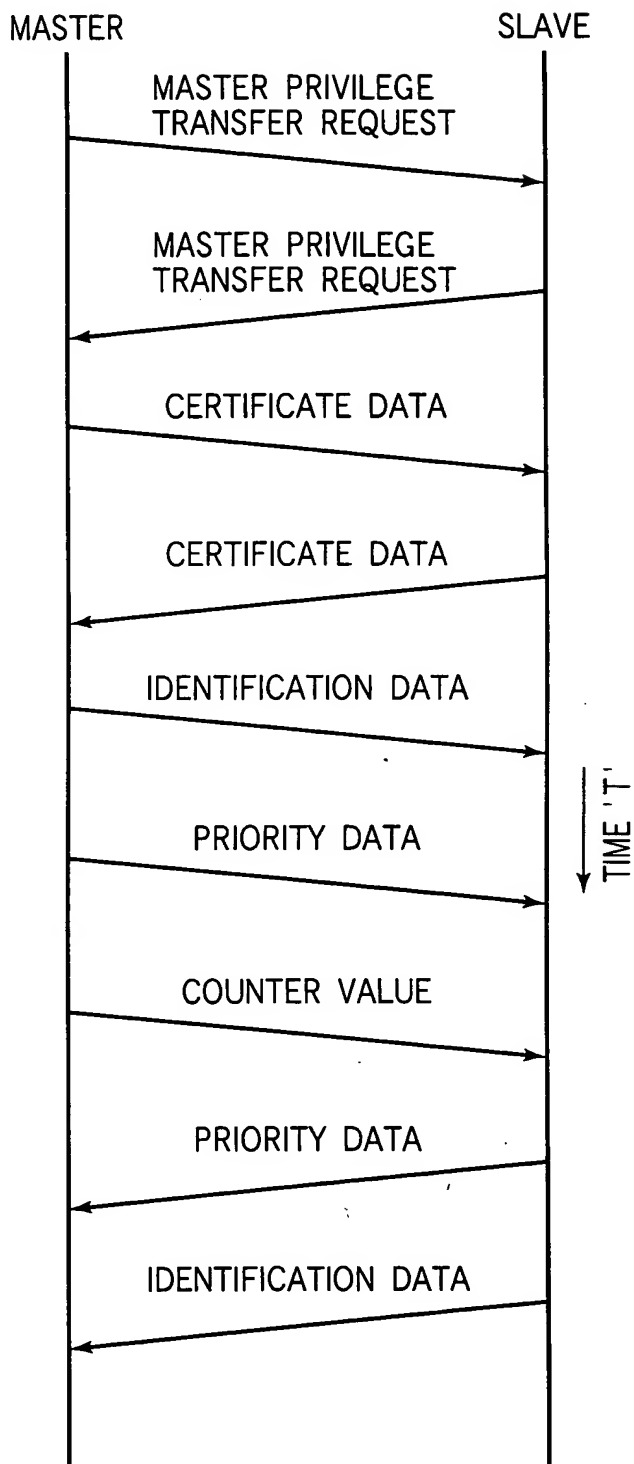 MASTER
SLAVE
MASTER PRIVILEGE
TRANSFER REQUEST
MASTER PRIVILEGE
TRANSFER REQUEST
CERTIFICATE DATA
CERTIFICATE DATA
IDENTIFICATION DATA
TIME 'T'
PRIORITY DATA
COUNTER VALUE
PRIORITY DATA
IDENTIFICATION DATA